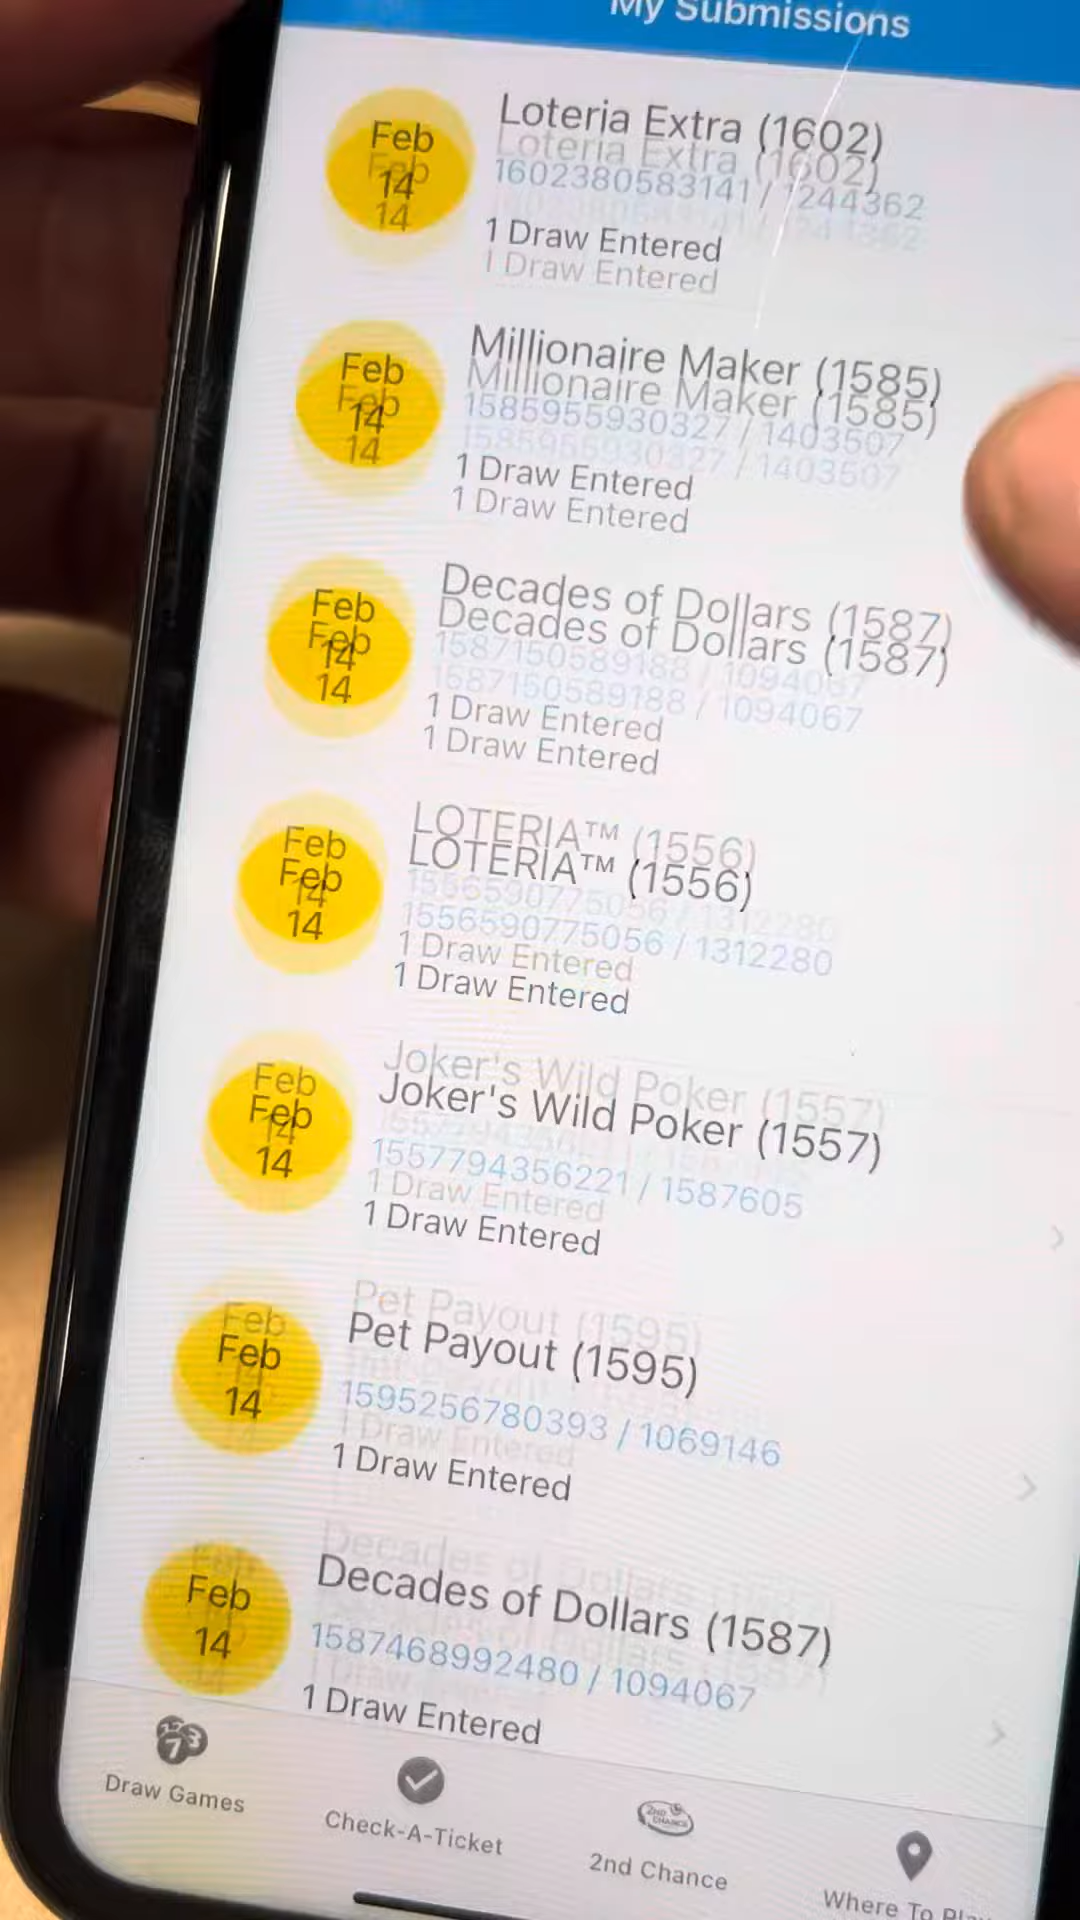 My Submissions
Feb
14
Loteria Extra (1602)
1602380583141 / 1244362
1 Draw Entered
Feb
14
Millionaire Maker (1585)
1585955930327 / 1403507
1 Draw Entered
Feb
14
Decades of Dollars (1587)
1587150589188 / 1094067
1 Draw Entered
Feb
14
LOTERIA™ (1556)
1556590775056 / 1312280
1 Draw Entered
Feb
14
Joker's Wild Poker (1557)
1557794356221 / 1587605
1 Draw Entered
Feb
14
Pet Payout (1595)
1595256780393 / 1069146
1 Draw Entered
Feb
14
Decades of Dollars (1587)
1587468992480 / 1094067
1 Draw Entered
Draw Games
Check-A-Ticket
2ND CHANCE
2nd Chance
Where To